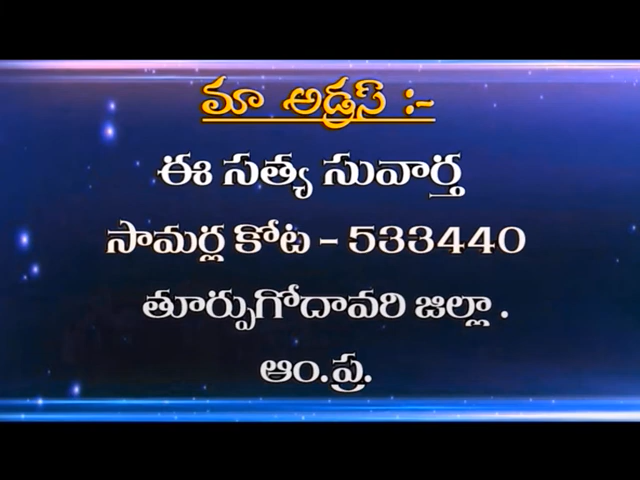 మా అడ్రస్ :-
ఈ సత్య సువార్త
సామర్ల కోట - 533440
తూర్పుగోదావరి జిల్లా .
ఆం.ప్ర.